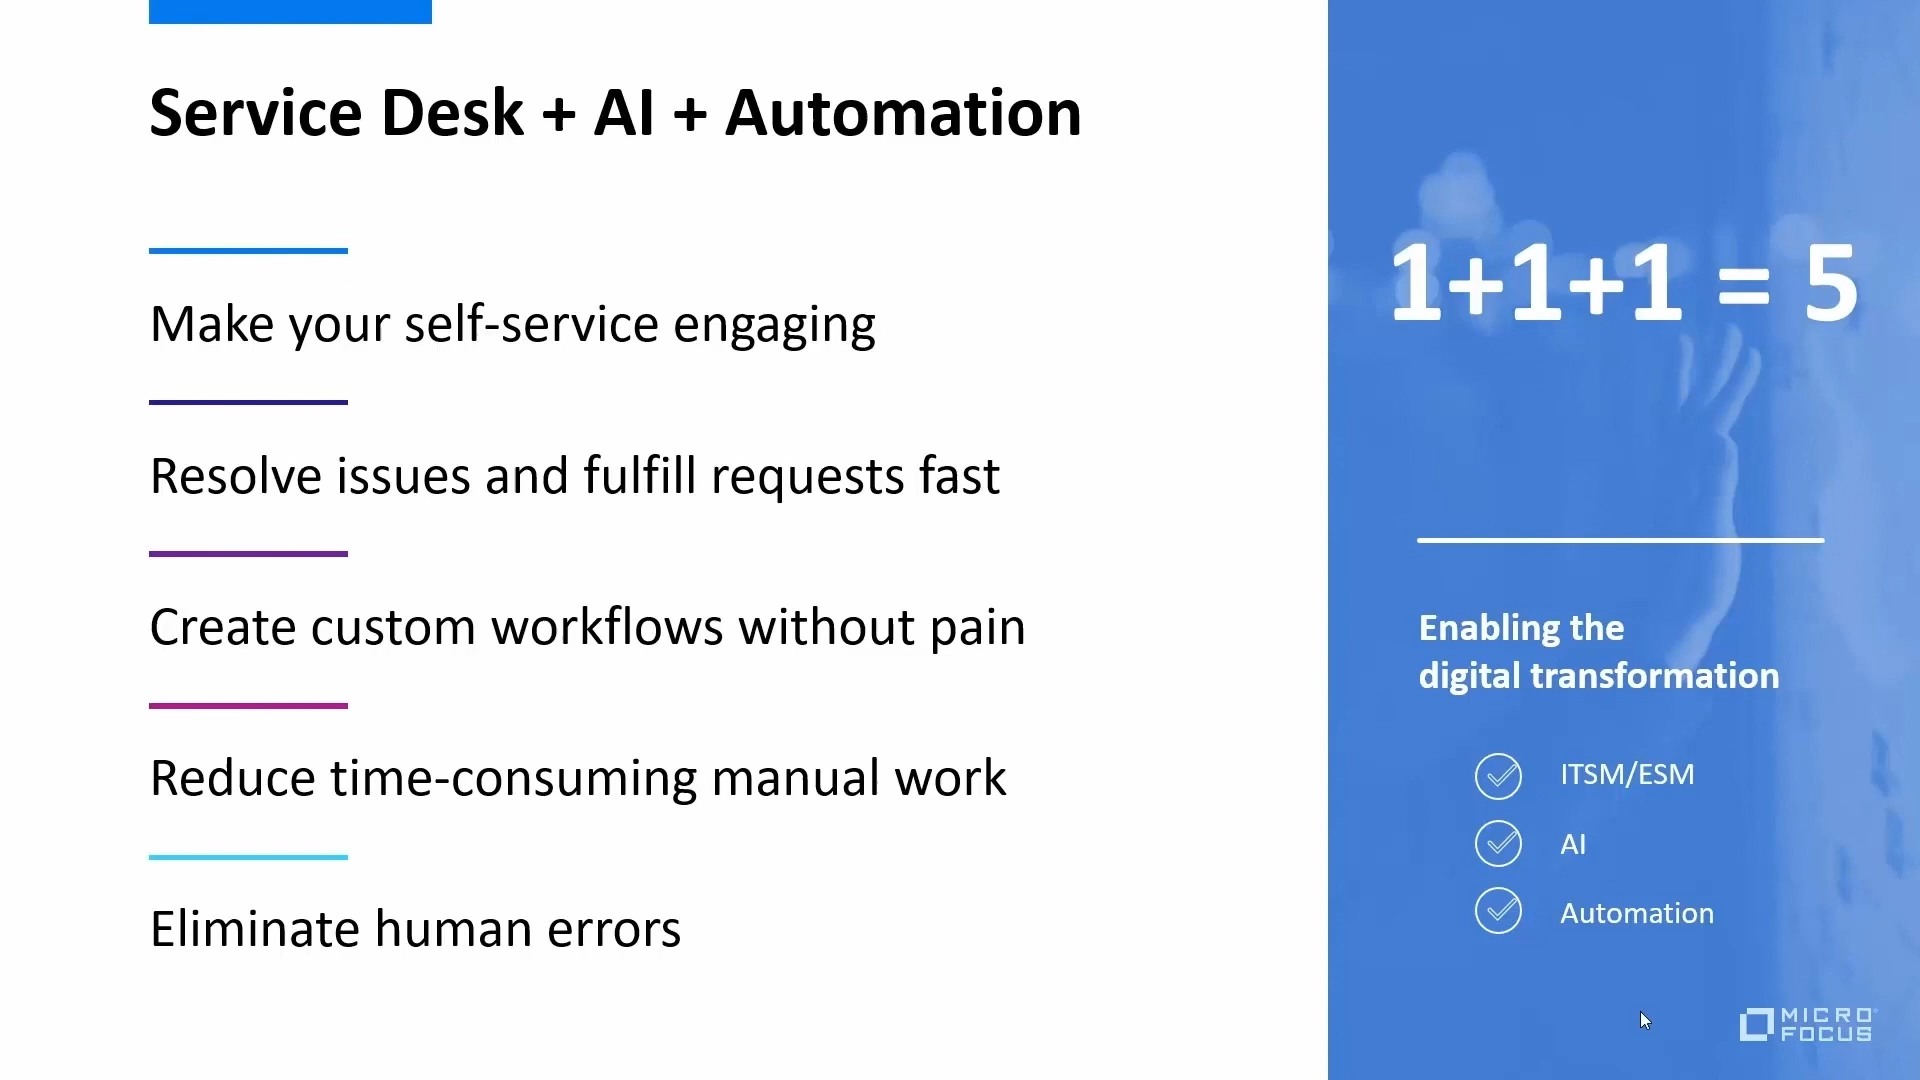 Service Desk + AI + Automation
Make your self-service engaging
Resolve issues and fulfill requests fast
Create custom workflows without pain
Reduce time-consuming manual work
Eliminate human errors
1+1+1 = 5
Enabling the
digital transformation
ITSM/ESM
AI
Automation
MICRO
FOCUS